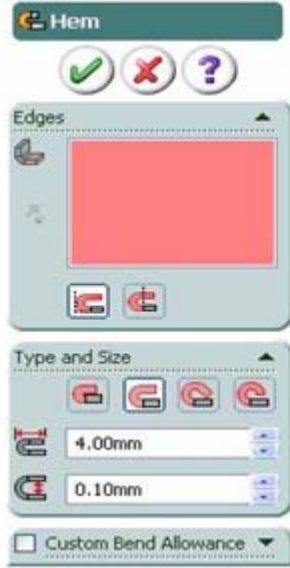 Hem
?
Edges
Type and Size
4.00mm
0.10mm
Custom Bend Allowance